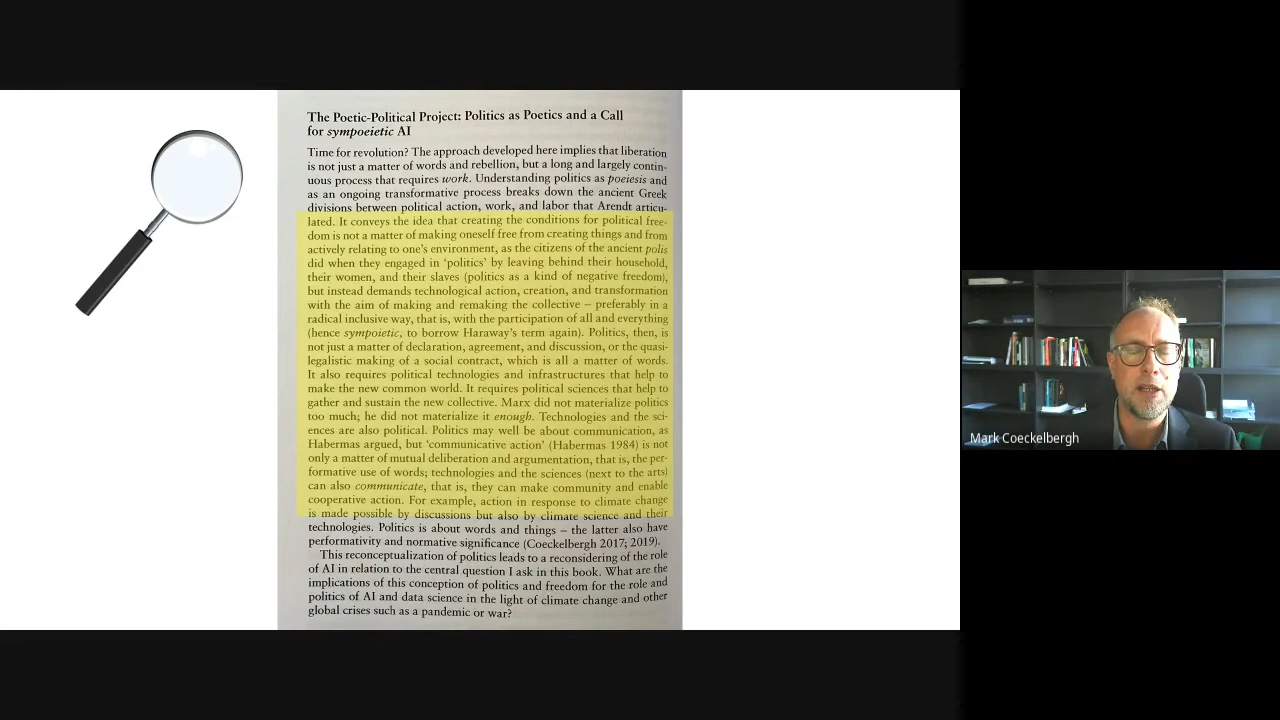 The Poetic-Political Project: Politics as Poetics and a Call
for sympoeietic AI
Time for revolution? The approach developed here implies that liberation
is not just a matter of words and rebellion, but a long and largely contin-
uous process that requires work. Understanding politics as poeiesis and
as an ongoing transformative process breaks down the ancient Greek
divisions between political action, work, and labor that Arendt articu-
lated. It conveys the idea that creating the conditions for political free-
dom is not a matter of making oneself free from creating things and from
actively relating to one's environment, as the citizens of the ancient polis
did when they engaged in 'politics' by leaving behind their household,
their women, and their slaves (politics as a kind of negative freedom),
but instead demands technological action, creation, and transformation
with the aim of making and remaking the collective – preferably in a
radical inclusive way, that is, with the participation of all and everything
(hence sympoietic, to borrow Haraway's term again). Politics, then, is
not just a matter of declaration, agreement, and discussion, or the quasi-
legalistic making of a social contract, which is all a matter of words.
It also requires political technologies and infrastructures that help to
make the new common world. It requires political sciences that help to
gather and sustain the new collective. Marx did not materialize politics
too much; he did not materialize it enough. Technologies and the sci-
ences are also political. Politics may well be about communication, as
Habermas argued, but 'communicative action' (Habermas 1984) is not
only a matter of mutual deliberation and argumentation, that is, the per-
formative use of words; technologies and the sciences (next to the arts)
can also communicate, that is, they can make community and enable
cooperative action. For example, action in response to climate change
is made possible by discussions but also by climate science and their
technologies. Politics is about words and things – the latter also have
performativity and normative significance (Coeckelbergh 2017; 2019).
This reconceptualization of politics leads to a reconsidering of the role
of AI in relation to the central question I ask in this book. What are the
implications of this conception of politics and freedom for the role and
politics of AI and data science in the light of climate change and other
global crises such as a pandemic or war?
Mark Coeckelbergh